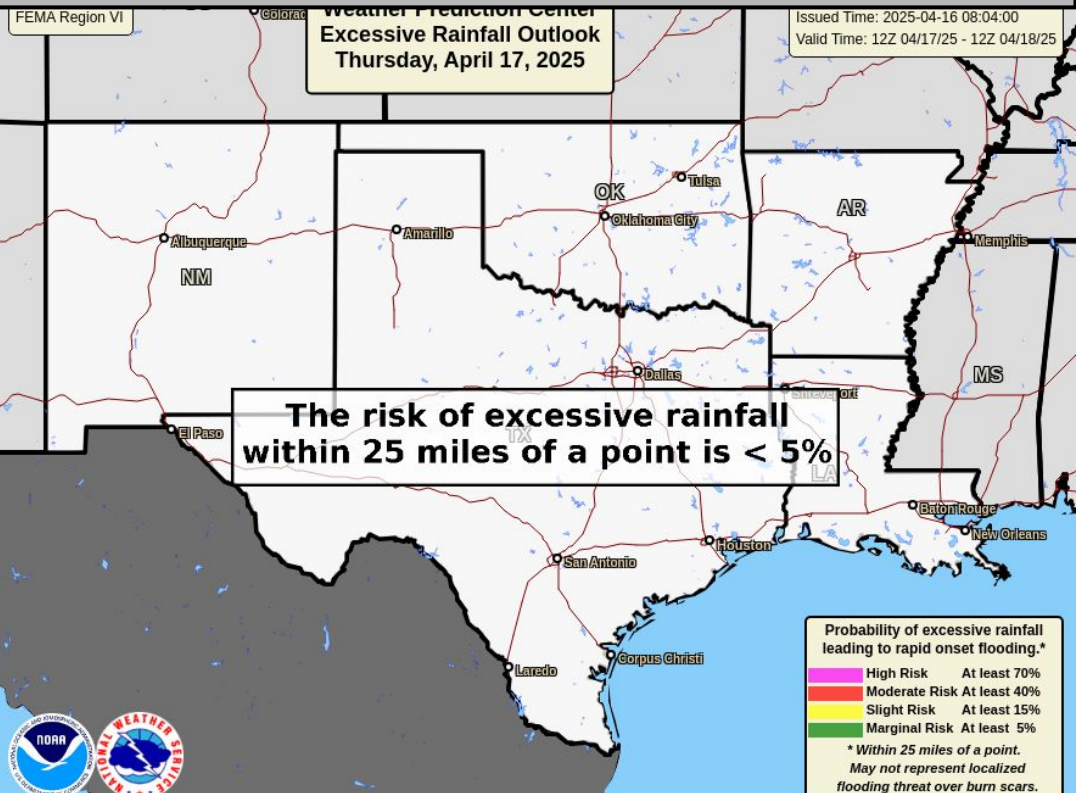 FEMA Region VI
Colorad
Weather Prediction Center
Excessive Rainfall Outlook
Thursday, April 17, 2025
Issued Time: 2025-04-16 08:04:00
Valid Time: 12Z 04/17/25 - 12Z 04/18/25
Tulsa
OK
AR
Oklahoma City
Amarillo
Albuquerque
Memphis
NM
Dallas
MS
Shreveport
The risk of excessive rainfall
within 25 miles of a point is < 5%
El Paso
TX
LA
Baton Rouge
New Orleans
Houston
San Antonio
Corpus Christi
Laredo
Probability of excessive rainfall
leading to rapid onset flooding.*
High Risk At least 70%
Moderate Risk At least 40%
Slight Risk At least 15%
Marginal Risk At least 5%
* Within 25 miles of a point.
May not represent localized
flooding threat over burn scars.
NOAA
NATIONAL WEATHER SERVICE